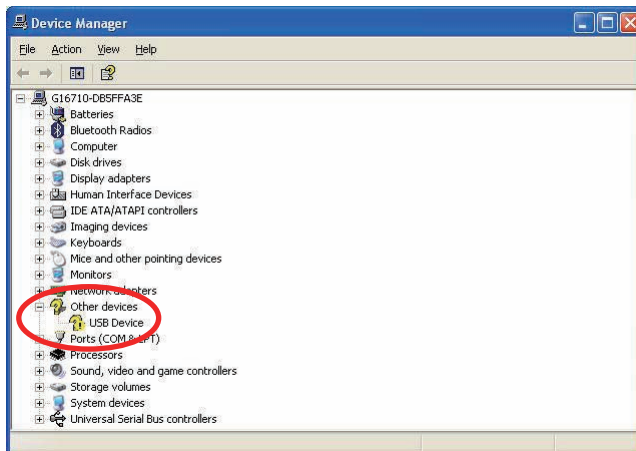 Device Manager
File Action View Help
G16710-DB5FFA3E
Batteries
Bluetooth Radios
Computer
Disk drives
Display adapters
Human Interface Devices
IDE ATA/ATAPI controllers
Imaging devices
Keyboards
Mice and other pointing devices
Monitors
Network adapters
Other devices
USB Device
Ports (COM & LPT)
Processors
Sound, video and game controllers
Storage volumes
System devices
Universal Serial Bus controllers